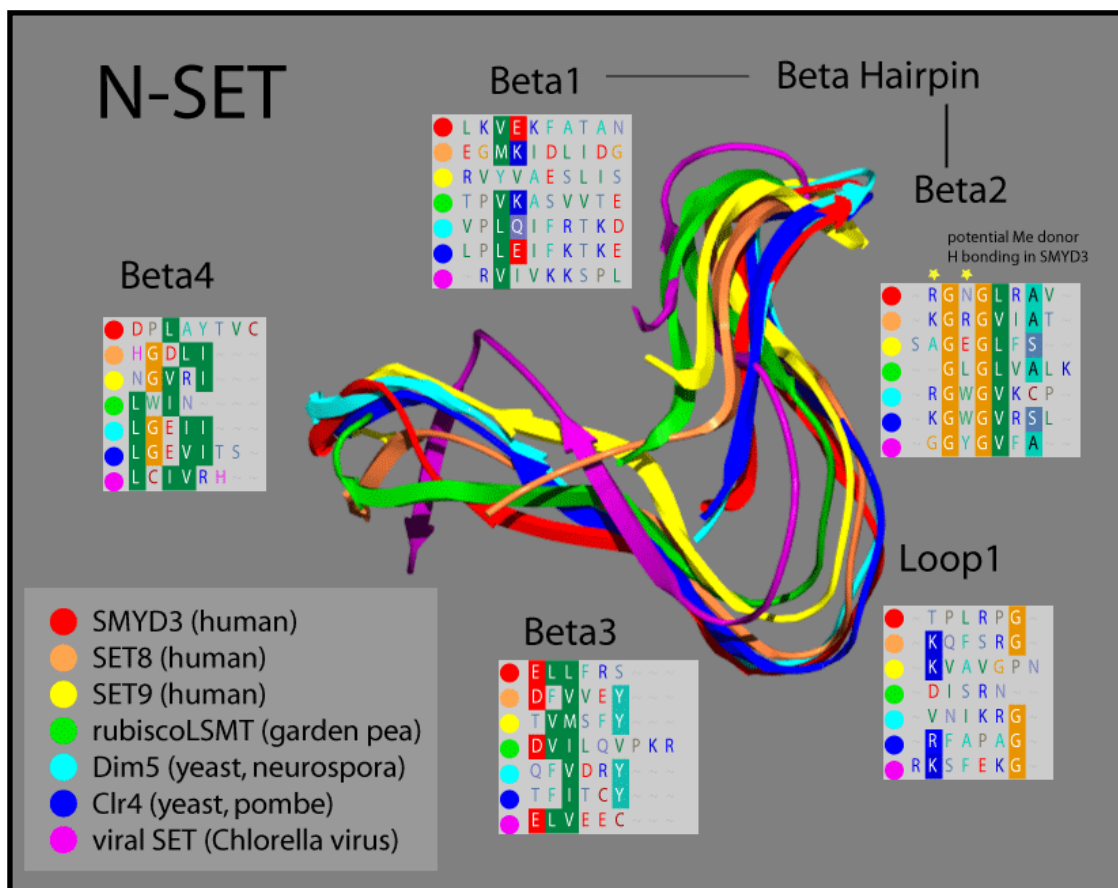 N-SET
Beta1
Beta Hairpin
L K V E K F A T A N
E G M K I D L I D G
R V Y V A E S L I S
T P V K A S V V T E
V P L Q I F R T K D
L P L E I F K T K E
~ R V I V K K S P L
Beta2
potential Me donor
H bonding in SMYD3
~ R G N G L R A V ~
~ K G R G V I A T ~
S A G E G L F S ~ ~
~ ~ G L G L V A L K
~ R G W G V K C P ~
~ K G W G V R S L ~
~ G G Y G V F A ~ ~
Beta4
D P L A Y T V C
H G D L I ~ ~ ~
N G V R I ~ ~ ~
L W I N ~ ~ ~ ~
L G E I I ~ ~ ~
L G E V I T S ~
L C I V R H ~ ~
Loop1
~ T P L R P G ~
~ K Q F S R G ~
~ K V A V G P N
~ D I S R N ~ ~
~ V N I K R G ~
~ R F A P A G ~
R K S F E K G ~
Beta3
E L L F R S ~ ~ ~
D F V V E Y ~ ~ ~
T V M S F Y ~ ~ ~
D V I L Q V P K R
Q F V D R Y ~ ~ ~
T F I T C Y ~ ~ ~
E L V E E C ~ ~ ~
SMYD3 (human)
SET8 (human)
SET9 (human)
rubiscoLSMT (garden pea)
Dim5 (yeast, neurospora)
Clr4 (yeast, pombe)
viral SET (Chlorella virus)